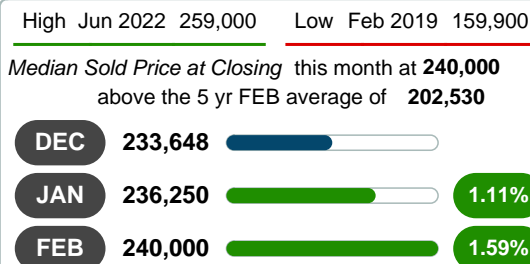 High Jun 2022 259,000 Low Feb 2019 159,900
Median Sold Price at Closing this month at 240,000
above the 5 yr FEB average of 202,530
DEC 233,648
JAN 236,250 1.11%
FEB 240,000 1.59%